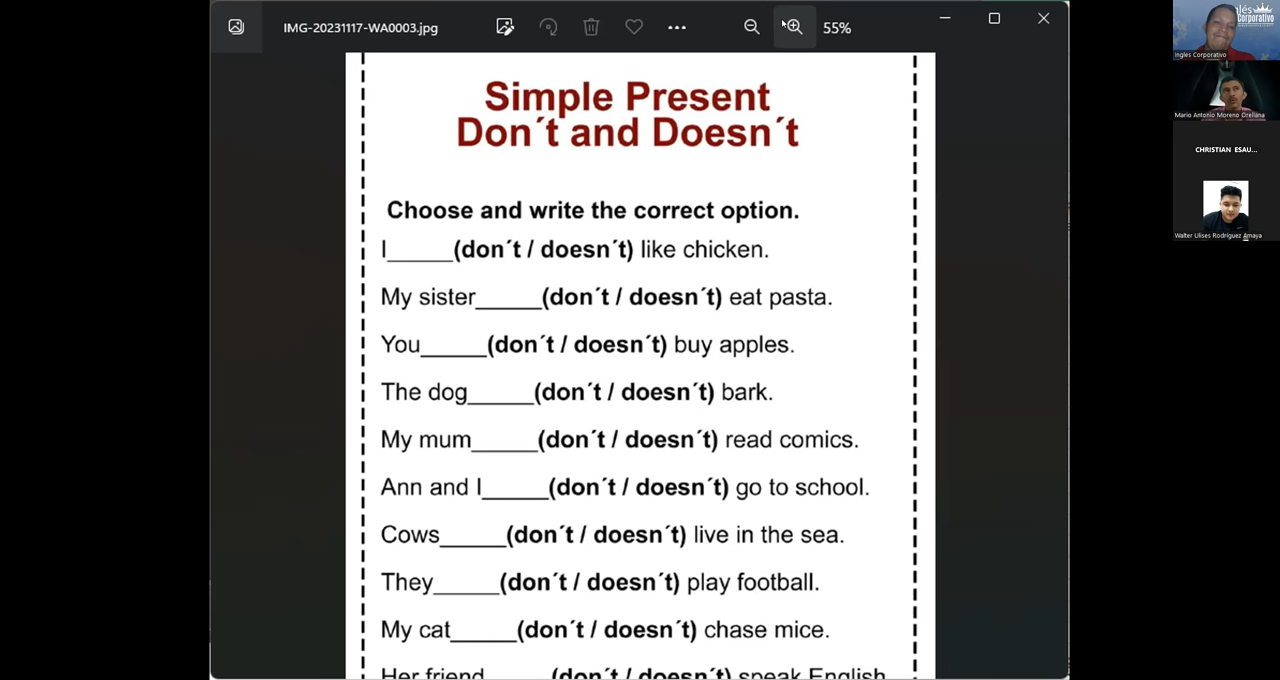 IMG-20231117-WA0003.jpg
55%
Simple Present
Don´t and Doesn´t
Choose and write the correct option.
I_____(don´t / doesn´t) like chicken.
My sister_____(don´t / doesn´t) eat pasta.
You_____(don´t / doesn´t) buy apples.
The dog_____(don´t / doesn´t) bark.
My mum_____(don´t / doesn´t) read comics.
Ann and I_____(don´t / doesn´t) go to school.
Cows_____(don´t / doesn´t) live in the sea.
They_____(don´t / doesn´t) play football.
My cat_____(don´t / doesn´t) chase mice.
Her friend_____(don´t / doesn´t) speak English
Corporativo
Ingles Corporativo
Mario Antonio Moreno Orellana
CHRISTIAN ESAU...
Walter Ulises Rodriguez Amaya